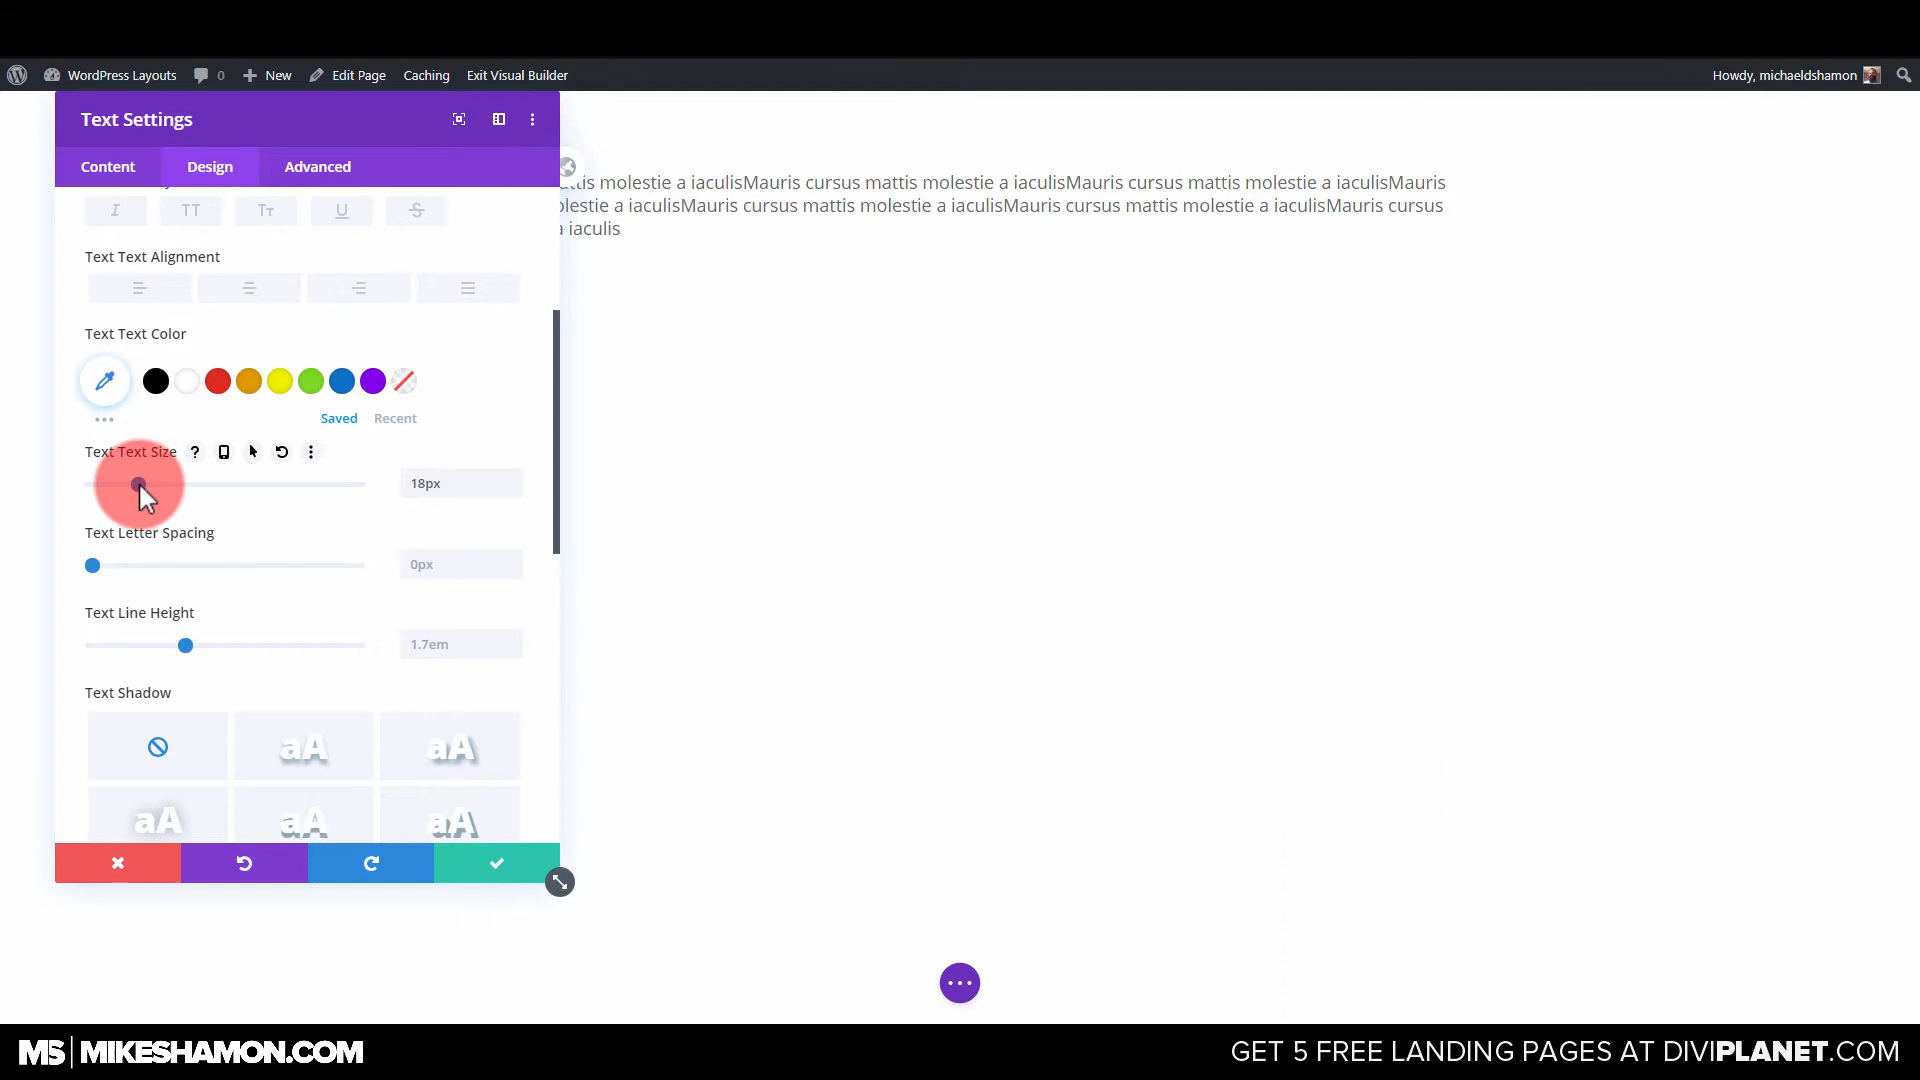 WordPress Layouts 0 New Edit Page Caching Exit Visual Builder Howdy, michaeldshamon
Text Settings
Content Design Advanced
mattis molestie a iaculisMauris cursus mattis molestie a iaculisMauris cursus mattis molestie a iaculisMauris
molestie a iaculisMauris cursus mattis molestie a iaculisMauris cursus mattis molestie a iaculisMauris cursus
a iaculis
I TT Tт U S
Text Text Alignment
Text Text Color
Saved Recent
Text Text Size ?
18px
Text Letter Spacing
0px
Text Line Height
1.7em
Text Shadow
aA aA
aA aA aA
MS MIKESHAMON.COM GET 5 FREE LANDING PAGES AT DIVIPLANET.COM